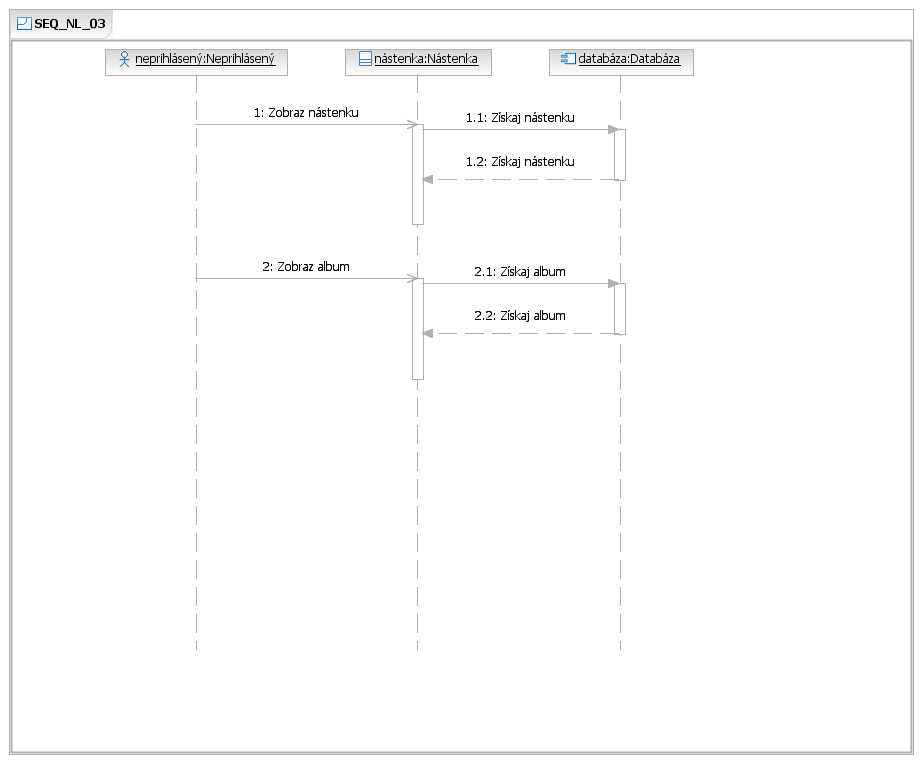 SEQ_NL_03
neprihlásený:Neprihlásený
nástenka:Nástenka
databáza:Databáza
1: Zobraz nástenku
1.1: Získaj nástenku
1.2: Získaj nástenku
2: Zobraz album
2.1: Získaj album
2.2: Získaj album